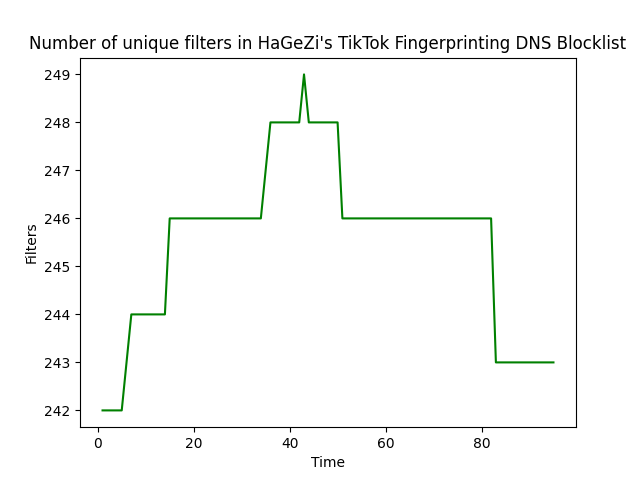 Number of unique filters in HaGeZi's TikTok Fingerprinting DNS Blocklist
249
248
247
246
245
244
243
242
Filters
0 20 40 60 80
Time